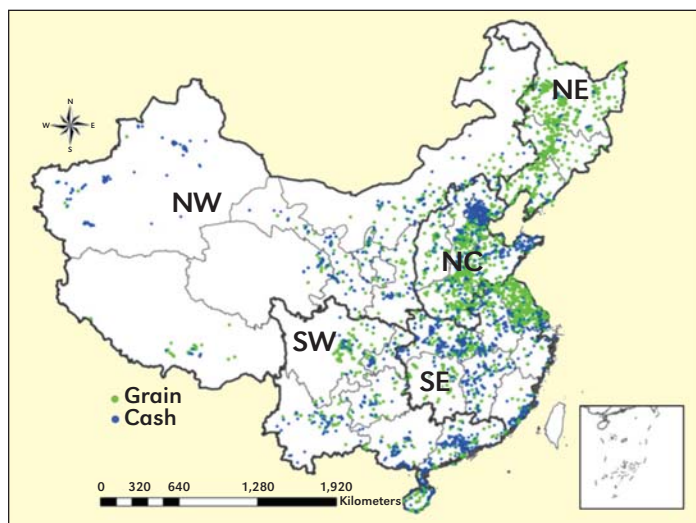 N
W E
S
NE
NW
NC
SW
SE
Grain
Cash
0 320 640 1,280 1,920
Kilometers